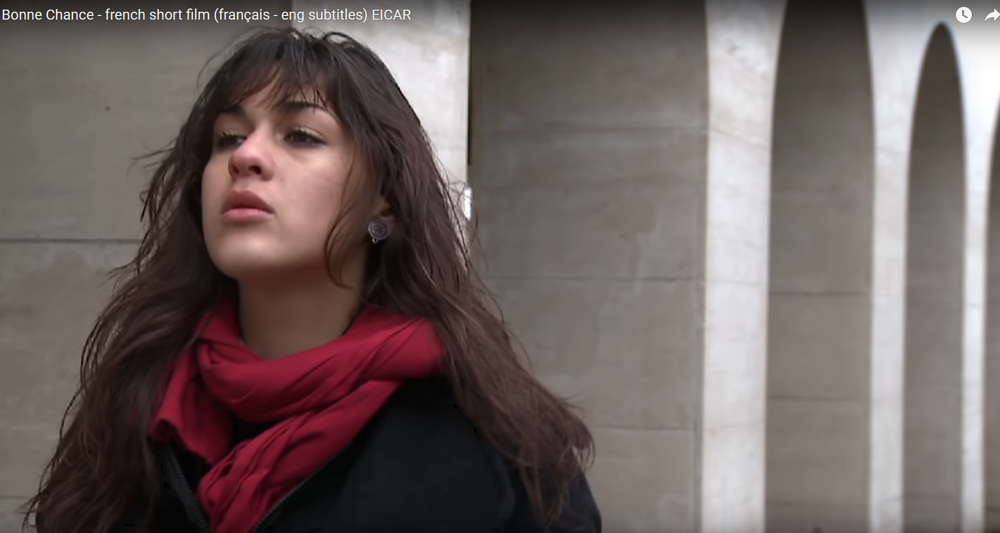 Bonne Chance - french short film (français - eng subtitles) EICAR